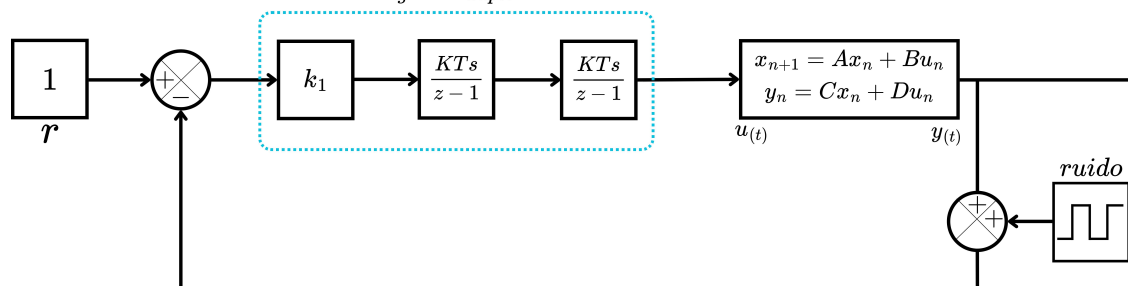 1
r
+
−
k₁
KTs
z − 1
KTs
z − 1
xₙ₊₁ = Axₙ + Buₙ
yₙ = Cxₙ + Duₙ
u₍ₜ₎
y₍ₜ₎
ruido
+
+